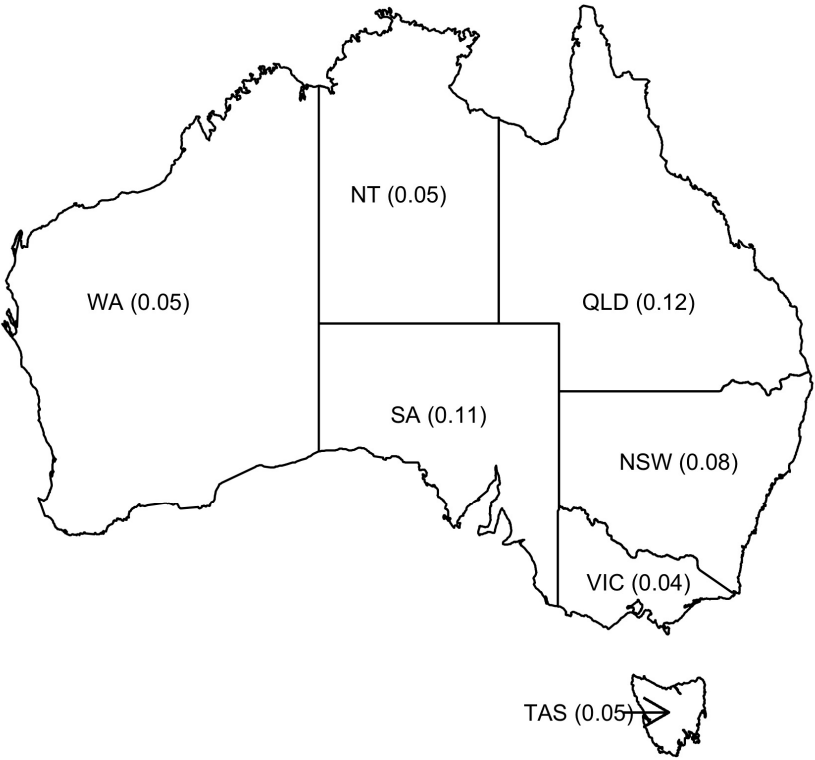 NT (0.05)
WA (0.05)
QLD (0.12)
SA (0.11)
NSW (0.08)
VIC (0.04)
TAS (0.05)